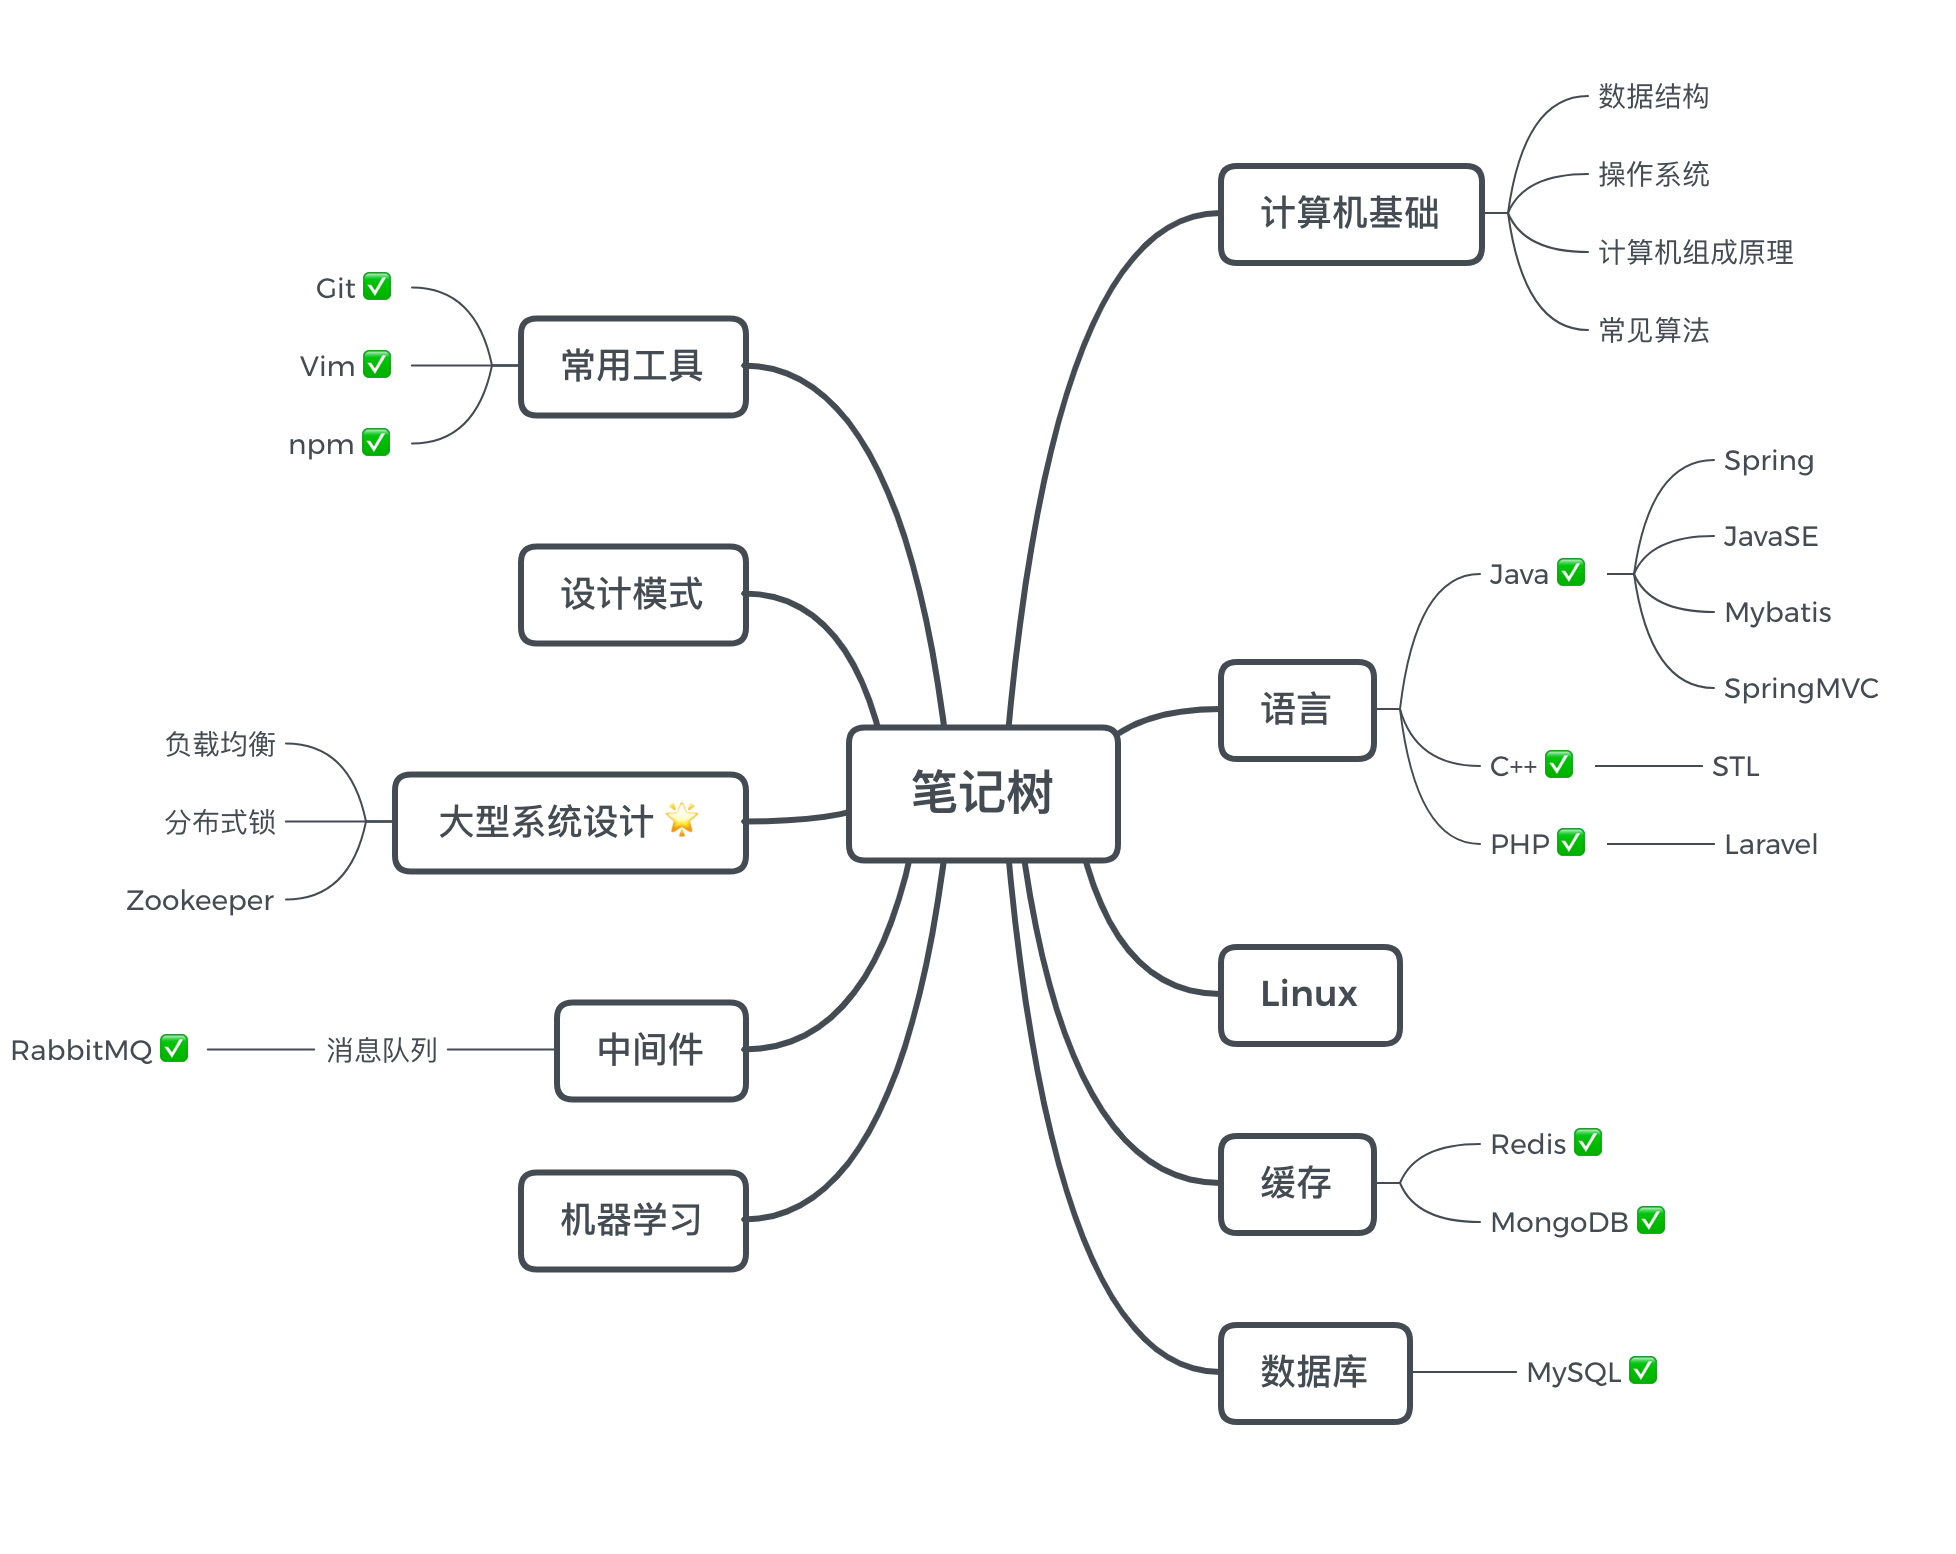 笔记树
计算机基础
数据结构
操作系统
计算机组成原理
常见算法
语言
Java ✅
Spring
JavaSE
Mybatis
SpringMVC
C++ ✅
STL
PHP ✅
Laravel
Linux
缓存
Redis ✅
MongoDB ✅
数据库
MySQL ✅
常用工具
Git ✅
Vim ✅
npm ✅
设计模式
大型系统设计 🌟
负载均衡
分布式锁
Zookeeper
中间件
消息队列
RabbitMQ ✅
机器学习